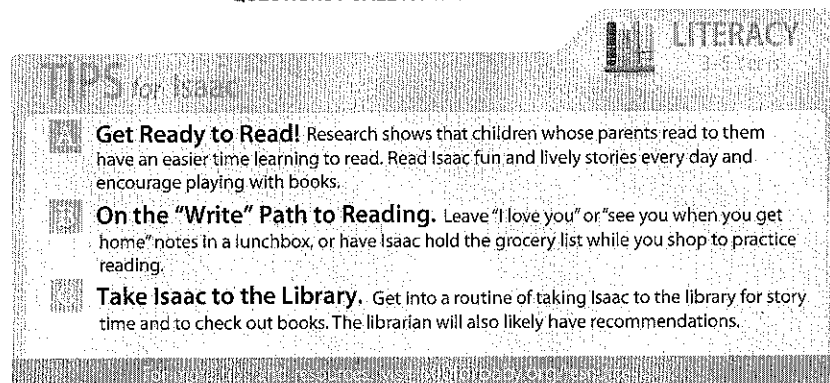 LITERACY
3-5 Years
TIPS for Isaac
A Get Ready to Read! Research shows that children whose parents read to them
have an easier time learning to read. Read Isaac fun and lively stories every day and
encourage playing with books.
B On the "Write" Path to Reading. Leave "I love you" or "see you when you get
home" notes in a lunchbox, or have Isaac hold the grocery list while you shop to practice
reading.
C Take Isaac to the Library. Get into a routine of taking Isaac to the library for story
time and to check out books. The librarian will also likely have recommendations.